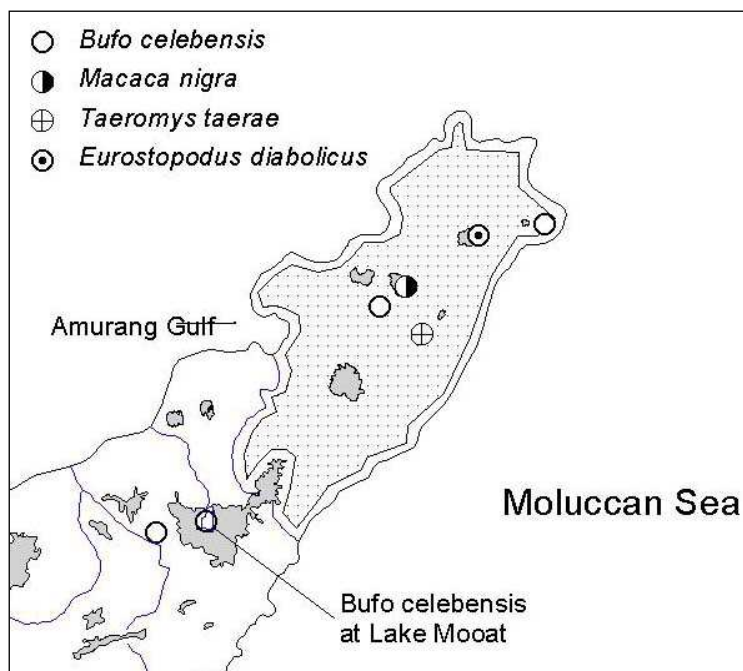 Bufo celebensis
Macaca nigra
Taeromys taerae
Eurostopodus diabolicus
Amurang Gulf
Moluccan Sea
Bufo celebensis
at Lake Mooat